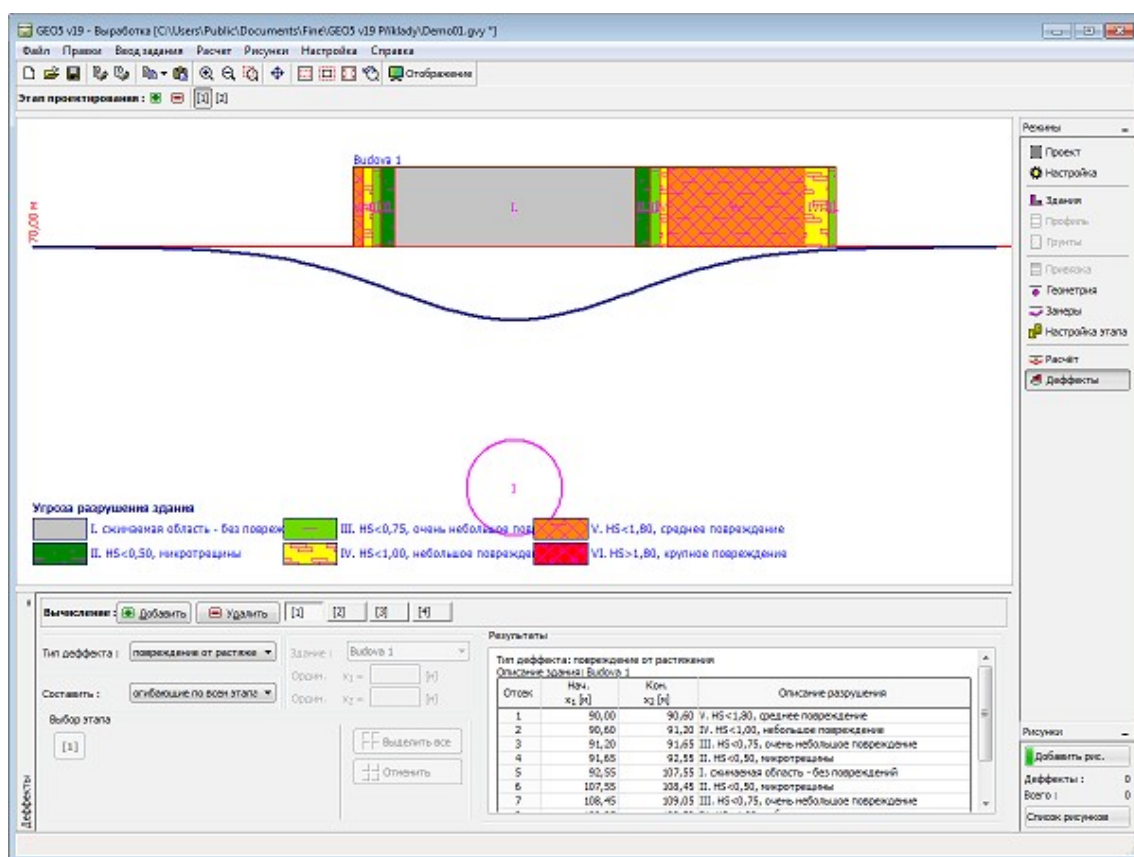 GEO5 v19 - Выработка [C:\Users\Public\Documents\Fine\GEO5 v19 Příklady\Demo01.gvy *]
Файл Правки Ввод задания Расчет Рисунки Настройка Справка
Отображение
Этап проектирования : [1] [2]
Режимы
Проект
Настройка
Здания
Профиль
Грунты
Привязка
Геометрия
Замеры
Настройка этапа
Расчёт
Деффекты
Budova 1
I.
70,00 м
Угроза разрушения здания
I. сжимаемая область - без повреж
II. HS<0,50, микротрещины
III. HS<0,75, очень небольшое пов
IV. HS<1,00, небольшое поврежде
V. HS<1,80, среднее повреждение
VI. HS>1,80, крупное повреждение
Вычисление : Добавить Удалить [1] [2] [3] [4]
Тип деффекта : повреждение от растяже
Составить : огибающие по всем этапа
Выбор этапа
[1]
Здание : Budova 1
Ордин. x1 = [м]
Ордин. x2 = [м]
Выделить все
Отменить
Результаты
Тип деффекта: повреждение от растяжения
Описание здания: Budova 1
Отсек Нач. x1 [м] Кон. x2 [м] Описание разрушения
1 90,00 90,60 V. HS<1,80, среднее повреждение
2 90,60 91,20 IV. HS<1,00, небольшое повреждение
3 91,20 91,65 III. HS<0,75, очень небольшое повреждение
4 91,65 92,55 II. HS<0,50, микротрещины
5 92,55 107,55 I. сжимаемая область - без повреждений
6 107,55 108,45 II. HS<0,50, микротрещины
7 108,45 109,05 III. HS<0,75, очень небольшое повреждение
Деффекты
Рисунки
Добавить рис.
Деффекты : 0
Всего : 0
Список рисунков